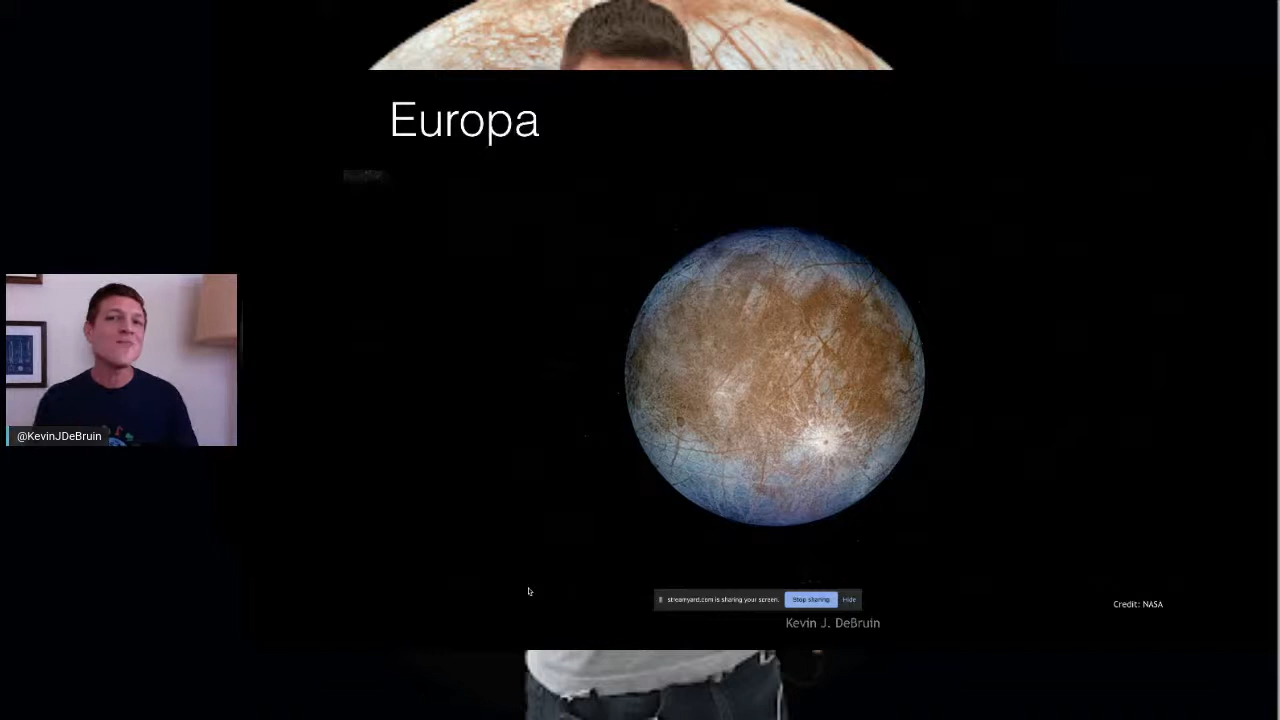 Europa
@KevinJDeBruin
streamyard.com is sharing your screen.
Stop sharing
Hide
Credit: NASA
Kevin J. DeBruin